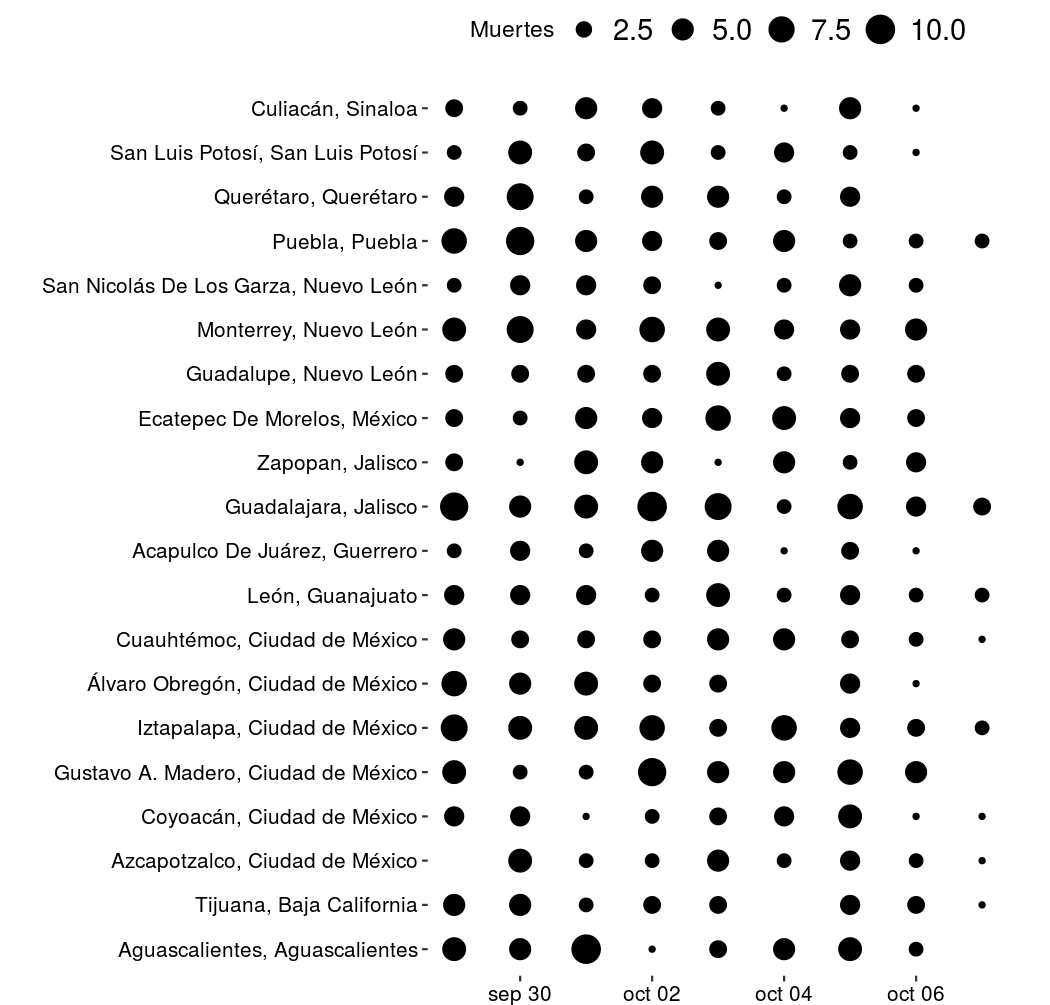 Muertes 2.5 5.0 7.5 10.0
Culiacán, Sinaloa
San Luis Potosí, San Luis Potosí
Querétaro, Querétaro
Puebla, Puebla
San Nicolás De Los Garza, Nuevo León
Monterrey, Nuevo León
Guadalupe, Nuevo León
Ecatepec De Morelos, México
Zapopan, Jalisco
Guadalajara, Jalisco
Acapulco De Juárez, Guerrero
León, Guanajuato
Cuauhtémoc, Ciudad de México
Álvaro Obregón, Ciudad de México
Iztapalapa, Ciudad de México
Gustavo A. Madero, Ciudad de México
Coyoacán, Ciudad de México
Azcapotzalco, Ciudad de México
Tijuana, Baja California
Aguascalientes, Aguascalientes
sep 30 oct 02 oct 04 oct 06